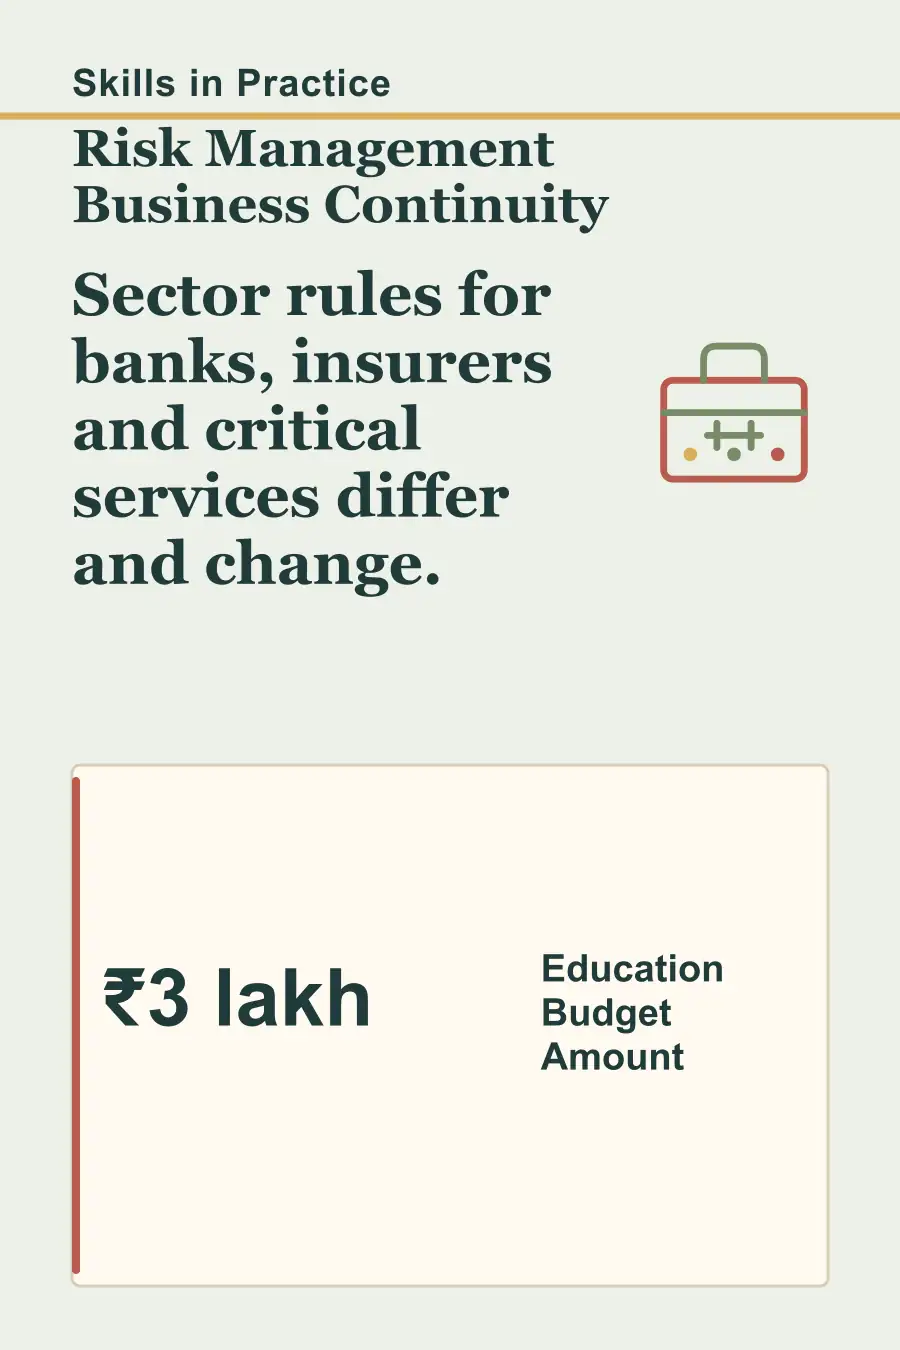 Skills in Practice
Risk Management
Business Continuity
Sector rules for
banks, insurers
and critical
services differ
and change.
₹3 lakh
Education
Budget
Amount